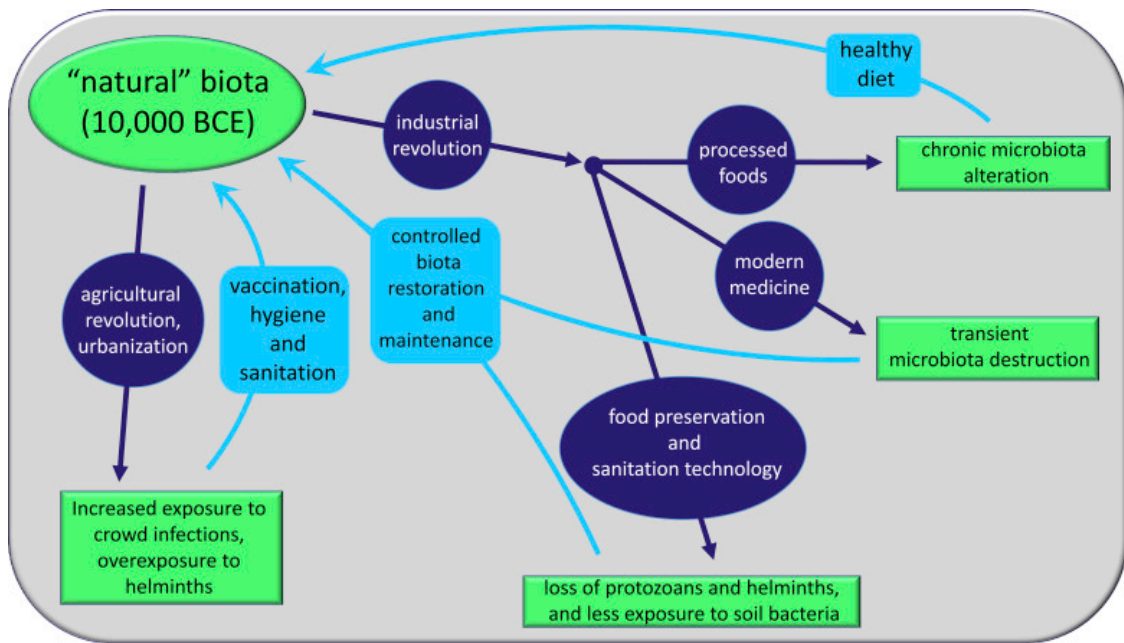 “natural” biota
(10,000 BCE)
industrial
revolution
processed
foods
healthy
diet
chronic microbiota
alteration
modern
medicine
transient
microbiota destruction
controlled
biota
restoration
and
maintenance
agricultural
revolution,
urbanization
vaccination,
hygiene
and
sanitation
food preservation
and
sanitation technology
Increased exposure to
crowd infections,
overexposure to
helminths
loss of protozoans and helminths,
and less exposure to soil bacteria